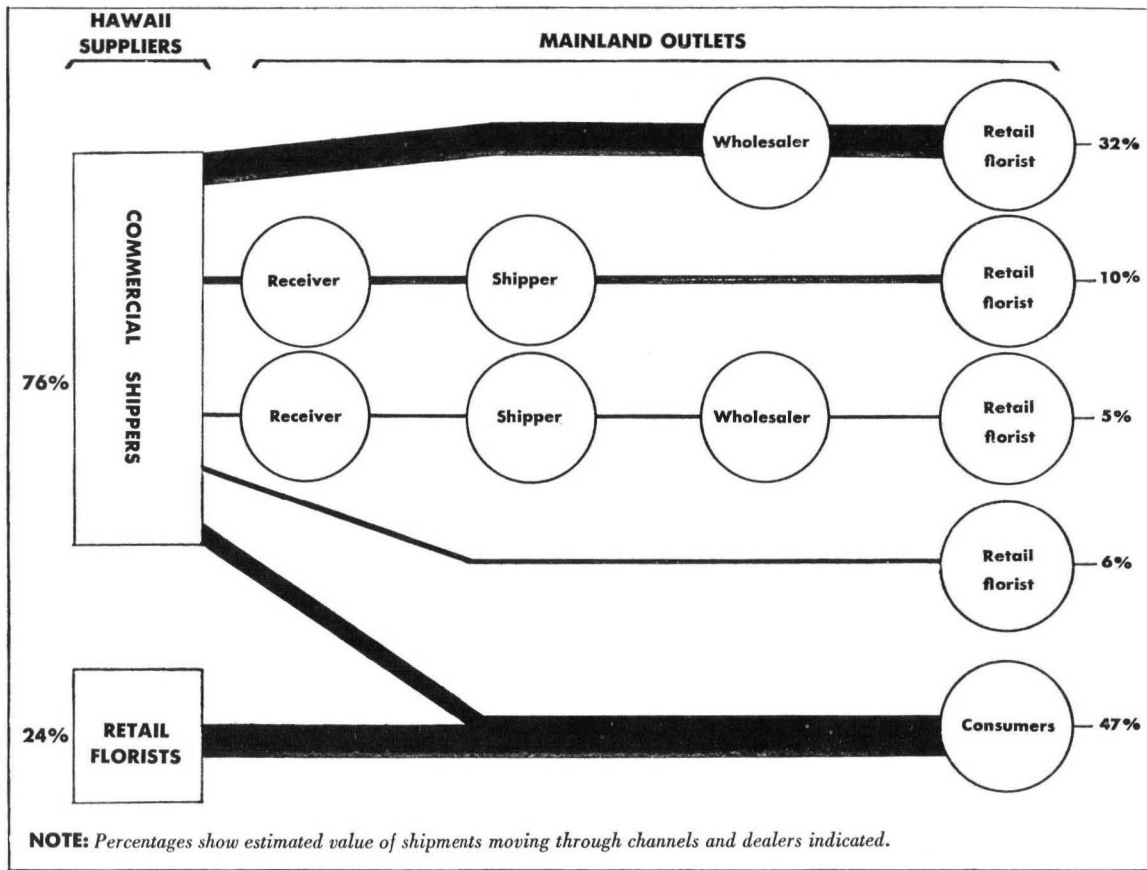 HAWAII
SUPPLIERS
MAINLAND OUTLETS
Wholesaler
Retail
florist
32%
Receiver
Shipper
Retail
florist
10%
76%
COMMERCIAL SHIPPERS
Receiver
Shipper
Wholesaler
Retail
florist
5%
Retail
florist
6%
24%
RETAIL
FLORISTS
Consumers
47%
NOTE: Percentages show estimated value of shipments moving through channels and dealers indicated.